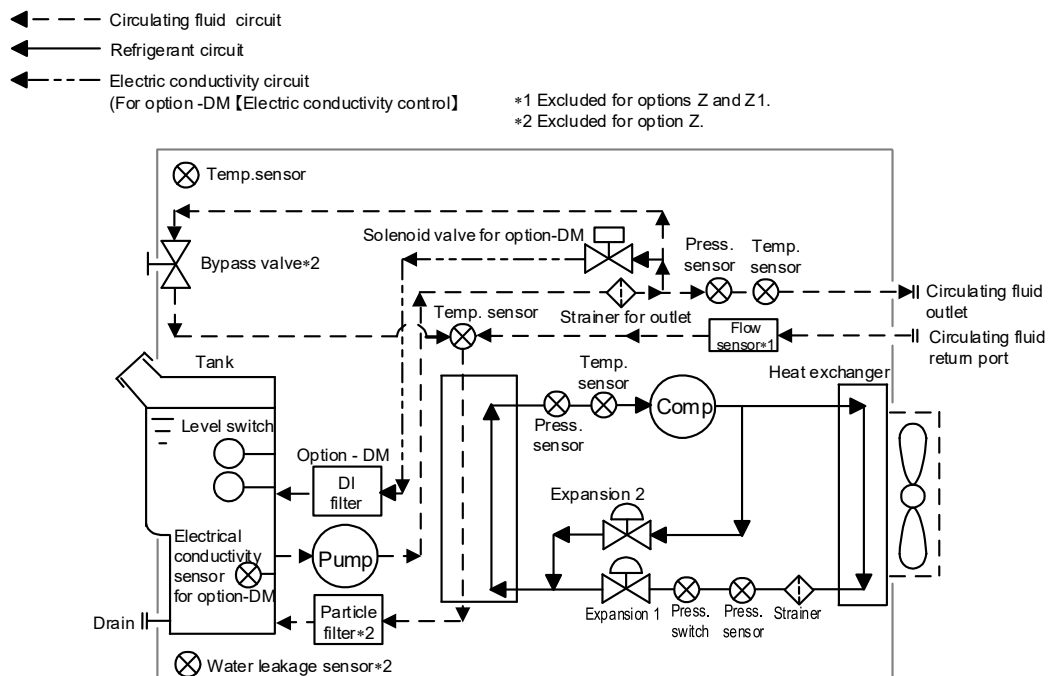 Circulating fluid circuit
Refrigerant circuit
Electric conductivity circuit
(For option -DM【Electric conductivity control】
*1 Excluded for options Z and Z1.
*2 Excluded for option Z.
Temp.sensor
Solenoid valve for option-DM
Bypass valve*2
Press.
sensor
Temp.
sensor
Circulating fluid
outlet
Strainer for outlet
Temp. sensor
Flow
sensor*1
Circulating fluid
return port
Tank
Temp.
sensor
Heat exchanger
Comp
Press.
sensor
Level switch
Option - DM
DI
filter
Expansion 2
Electrical
conductivity
sensor
for option-DM
Pump
Expansion 1
Press.
switch
Press.
sensor
Strainer
Drain
Particle
filter*2
Water leakage sensor*2